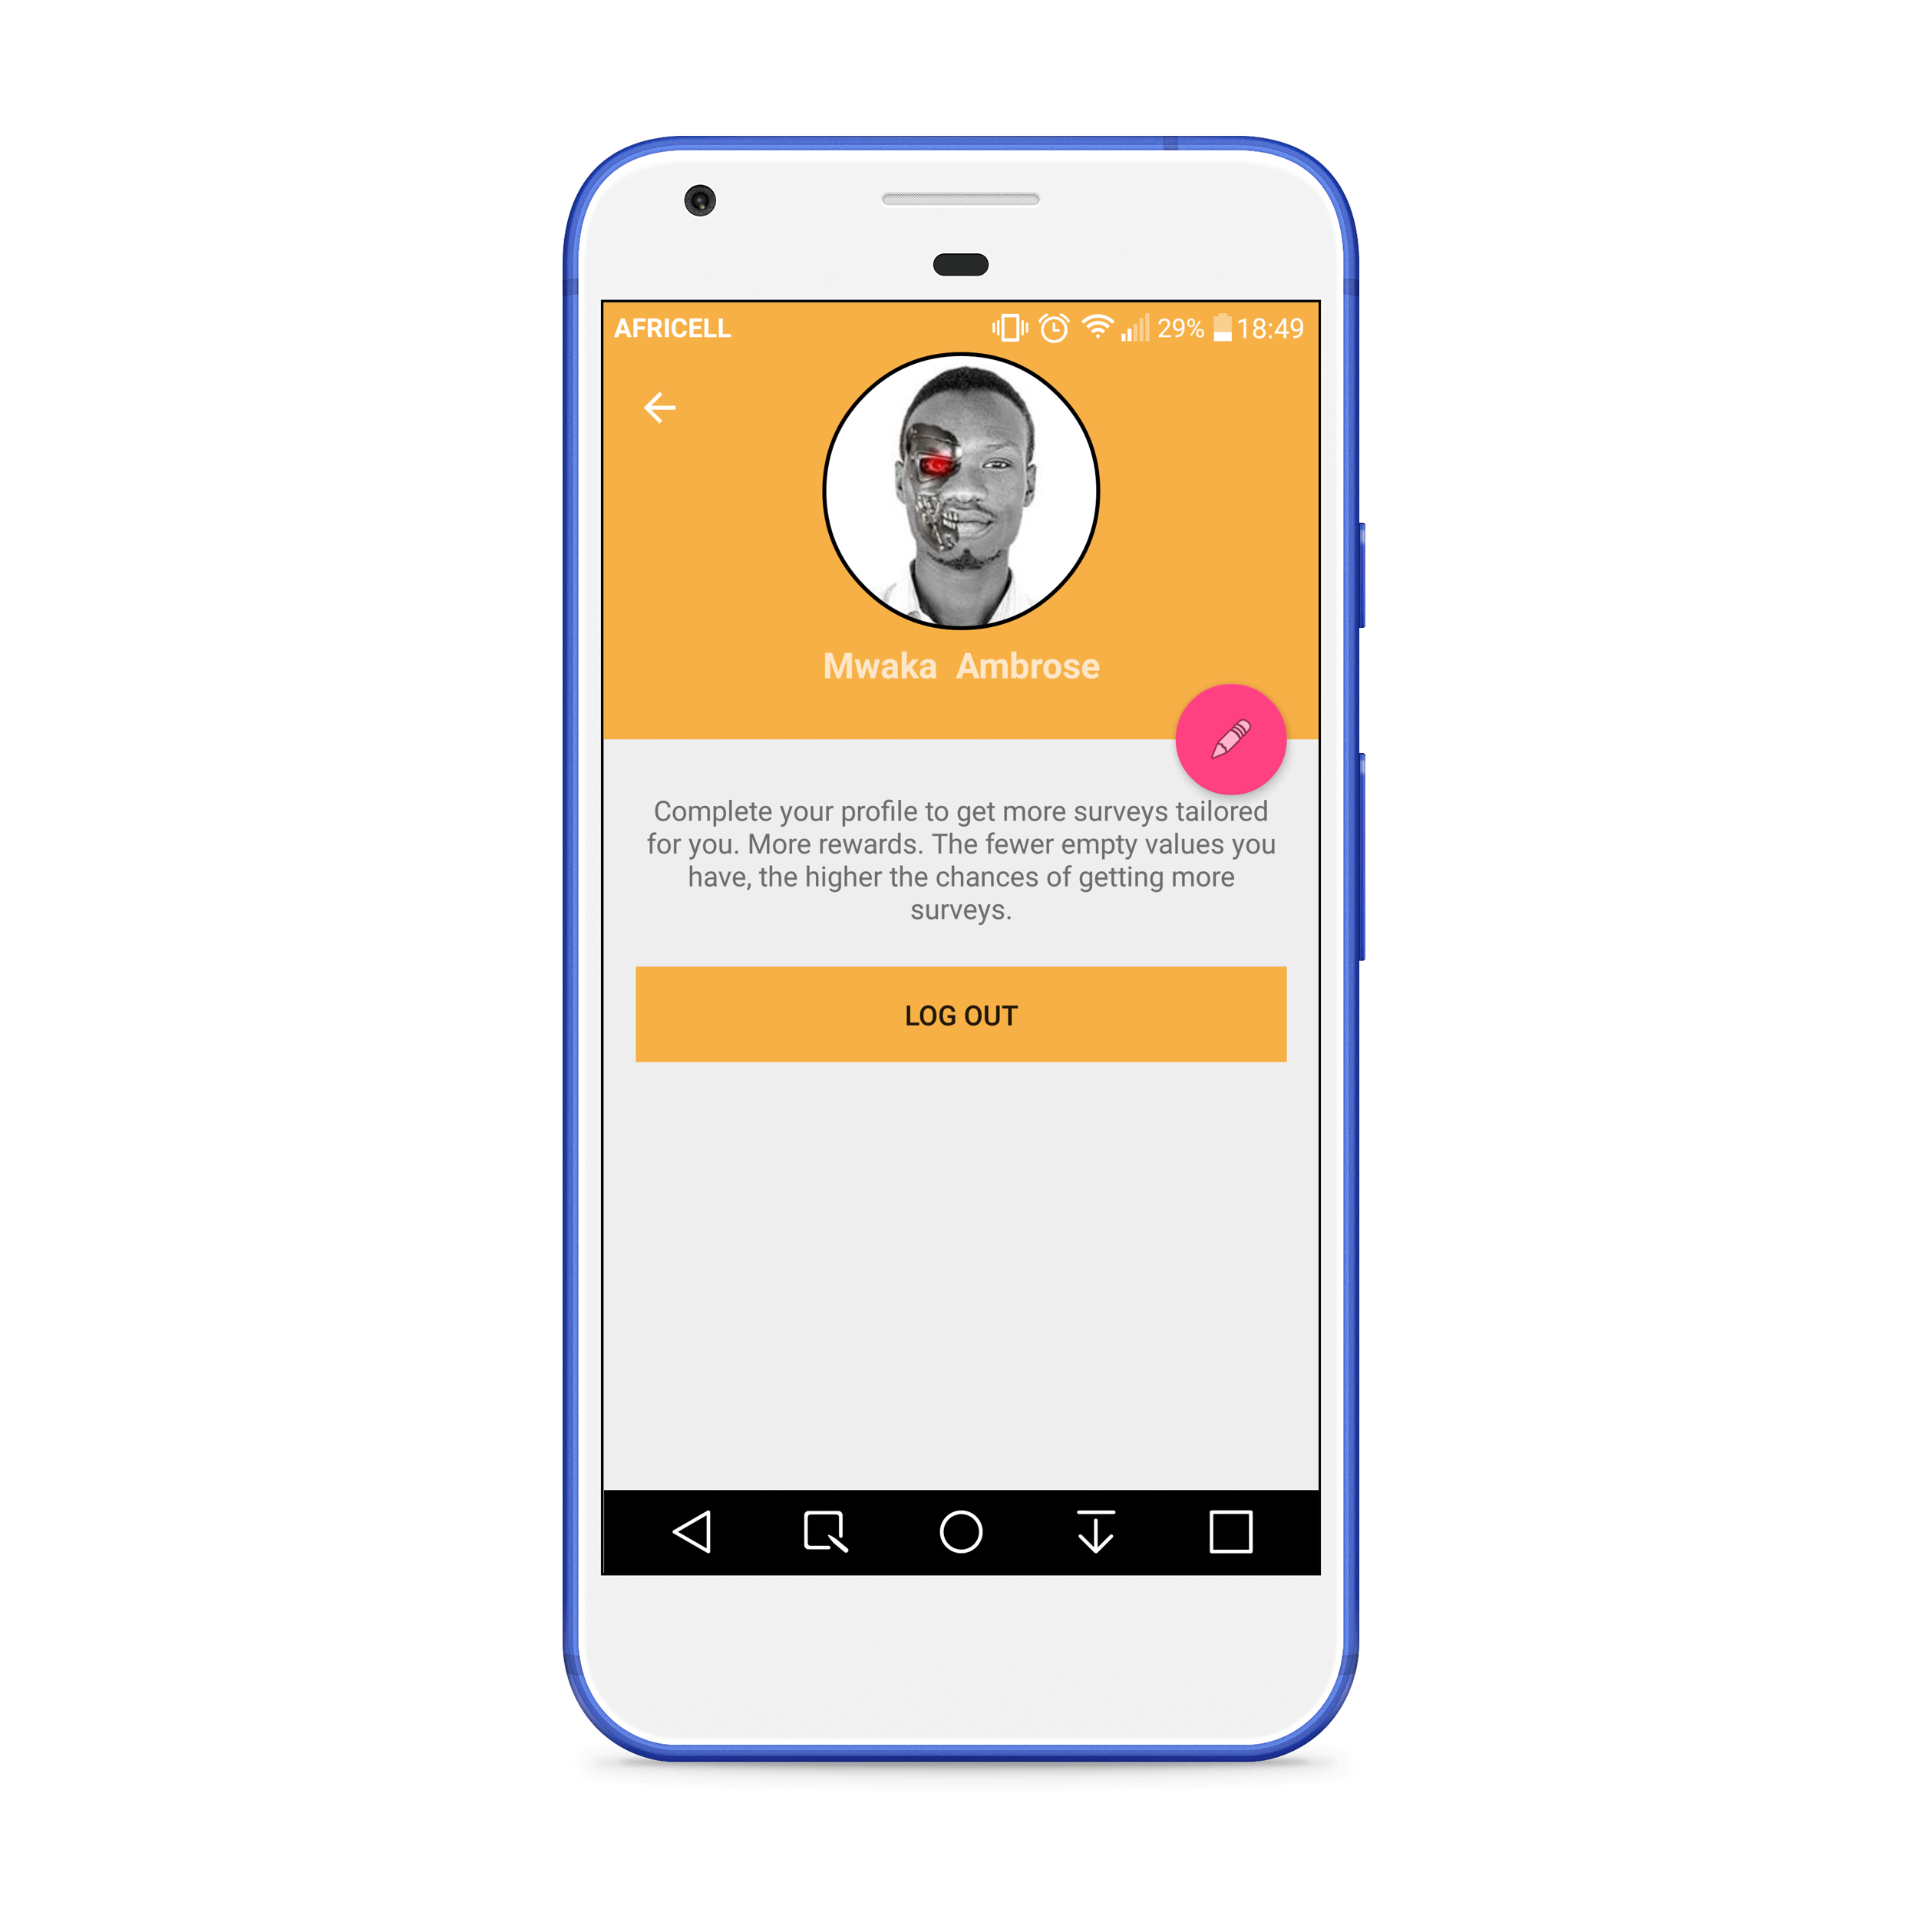 AFRICELL 29% 18:49
Mwaka Ambrose
Complete your profile to get more surveys tailored
for you. More rewards. The fewer empty values you
have, the higher the chances of getting more
surveys.
LOG OUT